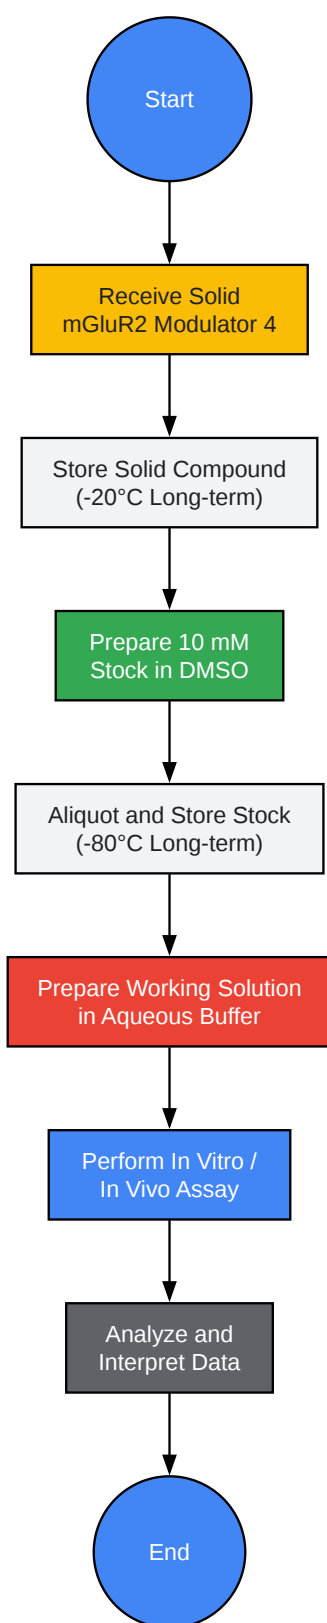 Start
Receive Solid
mGluR2 Modulator 4
Store Solid Compound
(-20°C Long-term)
Prepare 10 mM
Stock in DMSO
Aliquot and Store Stock
(-80°C Long-term)
Prepare Working Solution
in Aqueous Buffer
Perform In Vitro /
In Vivo Assay
Analyze and
Interpret Data
End